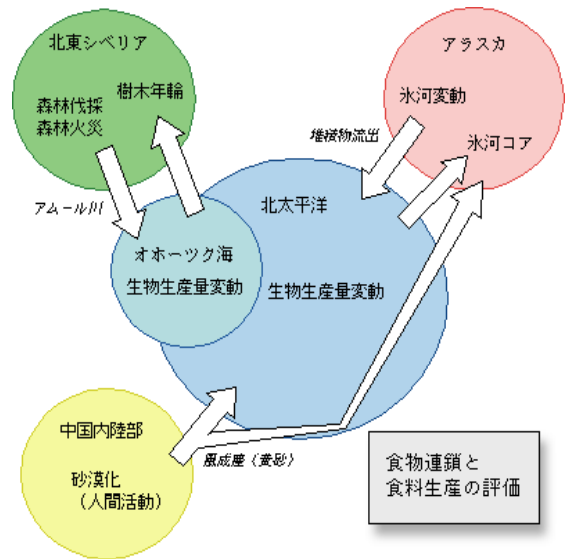 北東シベリア
樹木年輪
森林伐採
森林火災
アムール川
アラスカ
氷河変動
氷河コア
堆積物流出
北太平洋
オホーツク海
生物生産量変動
生物生産量変動
中国内陸部
砂漠化
（人間活動）
風成塵（黄砂）
食物連鎖と
食料生産の評価